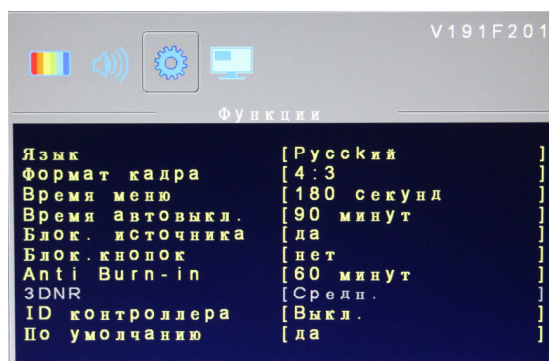 V191F201
Функции
Язык [Русский ]
Формат кадра [4:3 ]
Время меню [180 секунд ]
Время автовыкл. [90 минут ]
Блок. источника [да ]
Блок.кнопок [нет ]
Anti Burn-in [60 минут ]
3DNR [Средн. ]
ID контроллера [Выкл. ]
По умолчанию [да ]